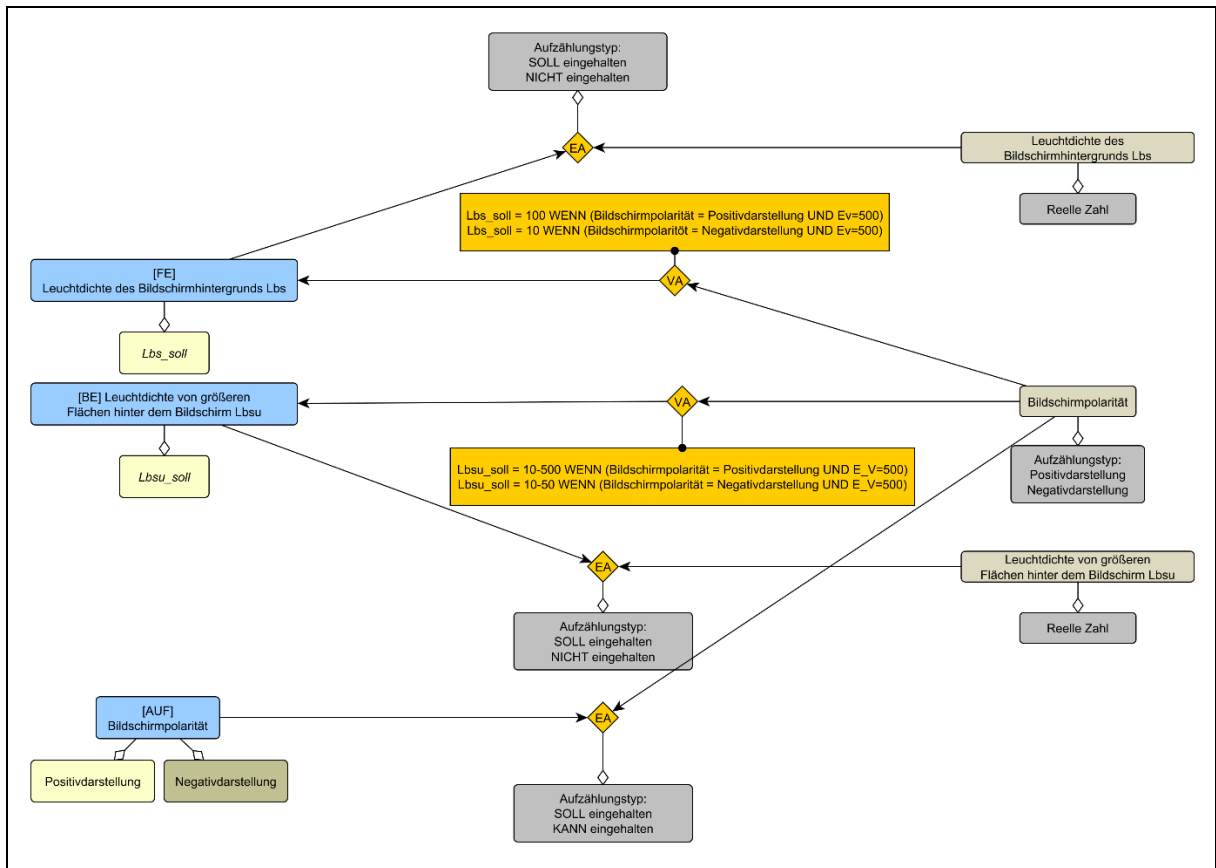 Aufzählungstyp:
SOLL eingehalten
NICHT eingehalten
EA
Leuchtdichte des
Bildschirmhintergrunds Lbs
Reelle Zahl
Lbs_soll = 100 WENN (Bildschirmpolarität = Positivdarstellung UND Ev=500)
Lbs_soll = 10 WENN (Bildschirmpolaritöt = Negativdarstellung UND Ev=500)
[FE]
Leuchtdichte des Bildschirmhintergrunds Lbs
VA
Lbs_soll
[BE] Leuchtdichte von größeren
Flächen hinter dem Bildschirm Lbsu
VA
Bildschirmpolarität
Lbsu_soll
Lbsu_soll = 10-500 WENN (Bildschirmpolarität = Positivdarstellung UND E_V=500)
Lbsu_soll = 10-50 WENN (Bildschirmpolarität = Negativdarstellung UND E_V=500)
Aufzählungstyp:
Positivdarstellung
Negativdarstellung
EA
Leuchtdichte von größeren
Flächen hinter dem Bildschirm Lbsu
Aufzählungstyp:
SOLL eingehalten
NICHT eingehalten
Reelle Zahl
[AUF]
Bildschirmpolarität
EA
Positivdarstellung
Negativdarstellung
Aufzählungstyp:
SOLL eingehalten
KANN eingehalten